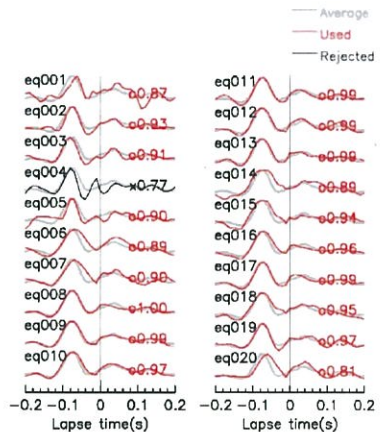 Average
Used
Rejected
eq001 o0.87
eq002 o0.93
eq003 o0.91
eq004 x0.77
eq005 o0.90
eq006 o0.89
eq007 o0.98
eq008 o1.00
eq009 o0.98
eq010 o0.97
-0.2 -0.1 0 0.1 0.2
Lapse time(s)
eq011 o0.99
eq012 o0.99
eq013 o0.99
eq014 o0.89
eq015 o0.94
eq016 o0.96
eq017 o0.98
eq018 o0.95
eq019 o0.97
eq020 o0.81
-0.2 -0.1 0 0.1 0.2
Lapse time(s)